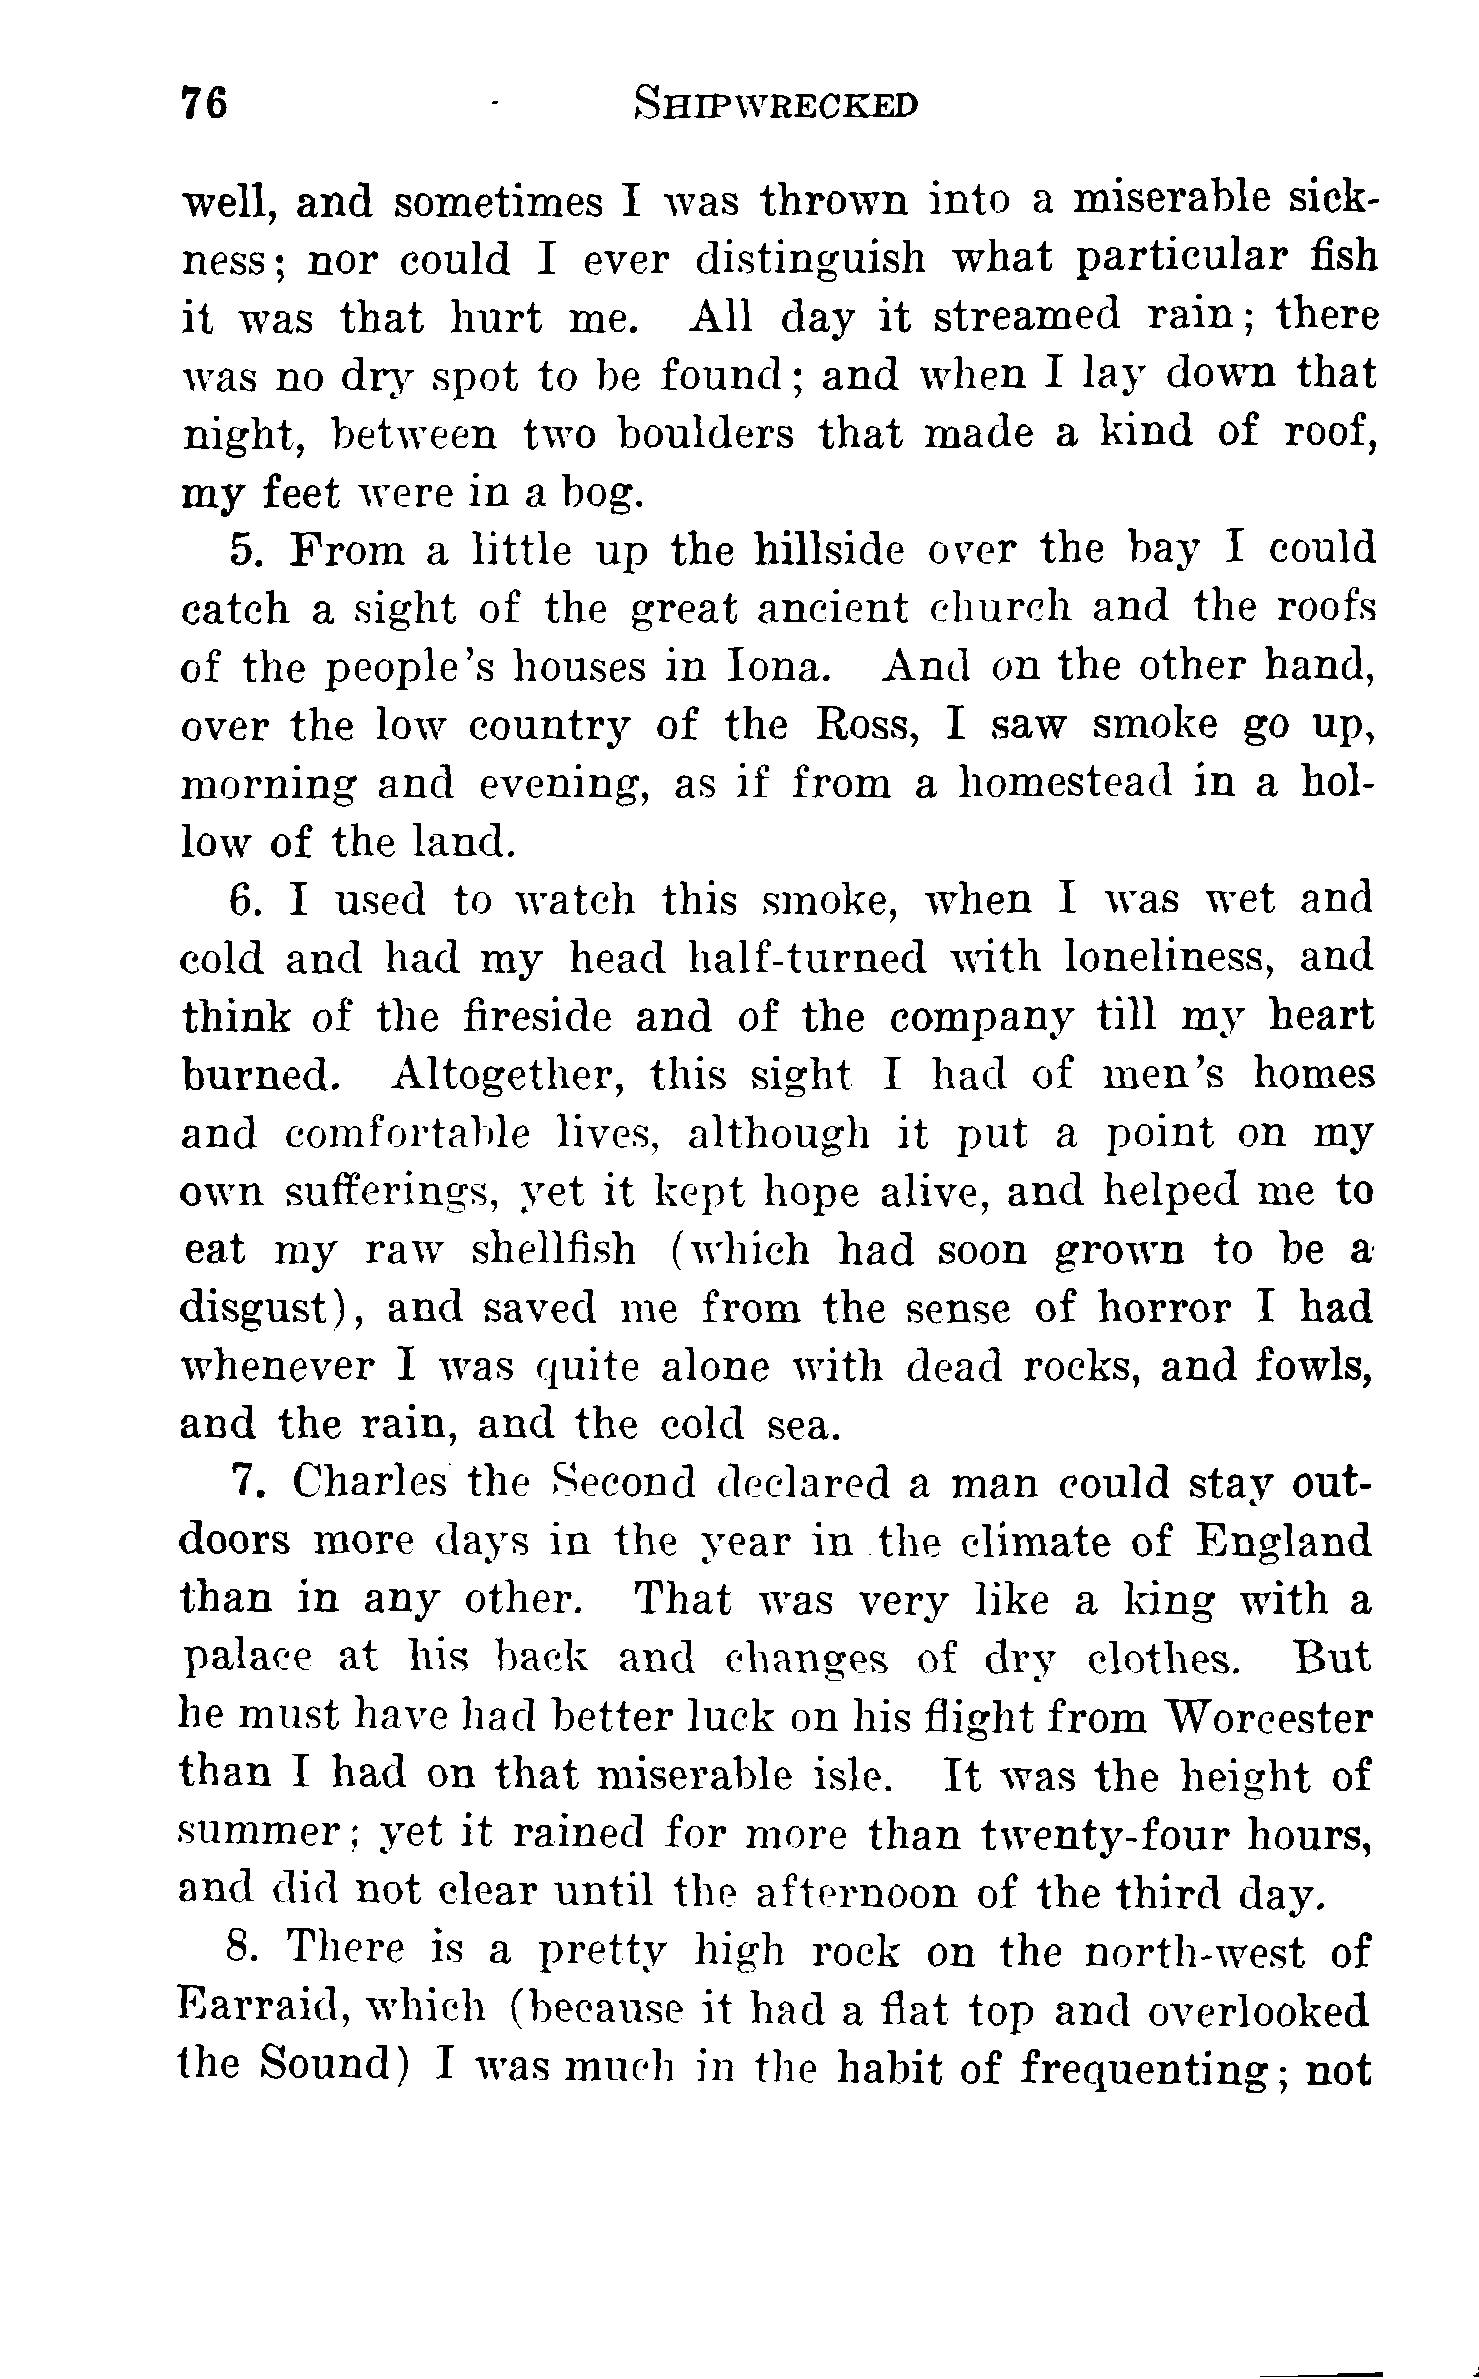 76 SHIPWRECKED
well, and sometimes I was thrown into a miserable sick-
ness; nor could I ever distinguish what particular fish
it was that hurt me. All day it streamed rain; there
was no dry spot to be found; and when I lay down that
night, between two boulders that made a kind of roof,
my feet were in a bog.
5. From a little up the hillside over the bay I could
catch a sight of the great ancient church and the roofs
of the people's houses in Iona. And on the other hand,
over the low country of the Ross, I saw smoke go up,
morning and evening, as if from a homestead in a hol-
low of the land.
6. I used to watch this smoke, when I was wet and
cold and had my head half-turned with loneliness, and
think of the fireside and of the company till my heart
burned. Altogether, this sight I had of men's homes
and comfortable lives, although it put a point on my
own sufferings, yet it kept hope alive, and helped me to
eat my raw shellfish (which had soon grown to be a
disgust), and saved me from the sense of horror I had
whenever I was quite alone with dead rocks, and fowls,
and the rain, and the cold sea.
7. Charles the Second declared a man could stay out-
doors more days in the year in the climate of England
than in any other. That was very like a king with a
palace at his back and changes of dry clothes. But
he must have had better luck on his flight from Worcester
than I had on that miserable isle. It was the height of
summer; yet it rained for more than twenty-four hours,
and did not clear until the afternoon of the third day.
8. There is a pretty high rock on the north-west of
Earraid, which (because it had a flat top and overlooked
the Sound) I was much in the habit of frequenting; not